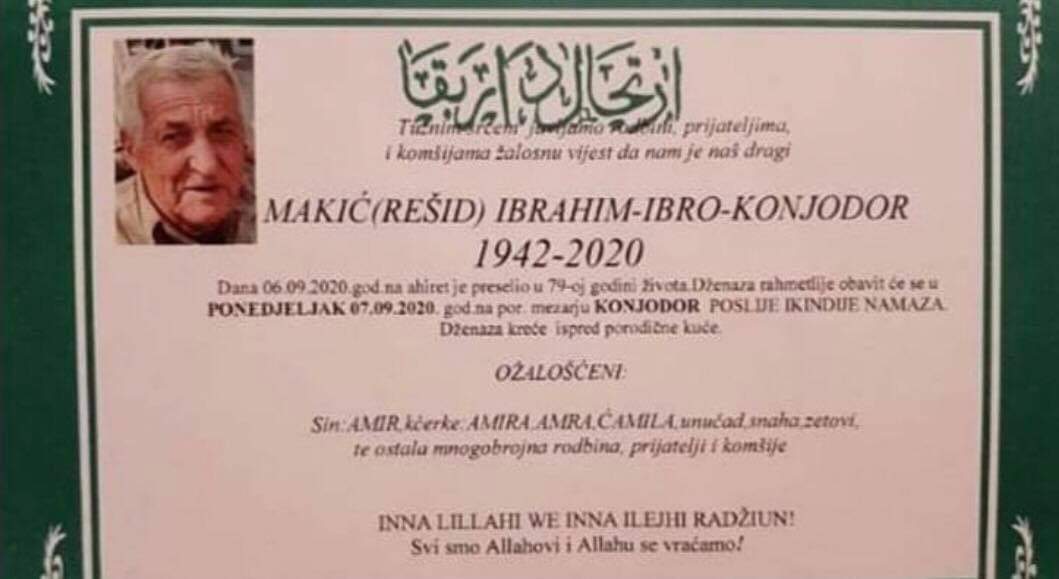 ارتحال دار بقا
Tužnim srcem javljamo rodbini, prijateljima,
i komšijama žalosnu vijest da nam je naš dragi
MAKIĆ(REŠID) IBRAHIM-IBRO-KONJODOR
1942-2020
Dana 06.09.2020.god.na ahiret je preselio u 79-oj godini života.Dženaza rahmetlije obavit će se u
PONEDJELJAK 07.09.2020. god.na por. mezarju KONJODOR POSLIJE IKINDIJE NAMAZA.
Dženaza kreće ispred porodične kuće.
OŽALOŠĆENI:
Sin:AMIR,kćerke:AMIRA,AMRA,ĆAMILA,unučad,snaha,zetovi,
te ostala mnogobrojna rodbina, prijatelji i komšije
INNA LILLAHI WE INNA ILEJHI RADŽIUN!
Svi smo Allahovi i Allahu se vraćamo!